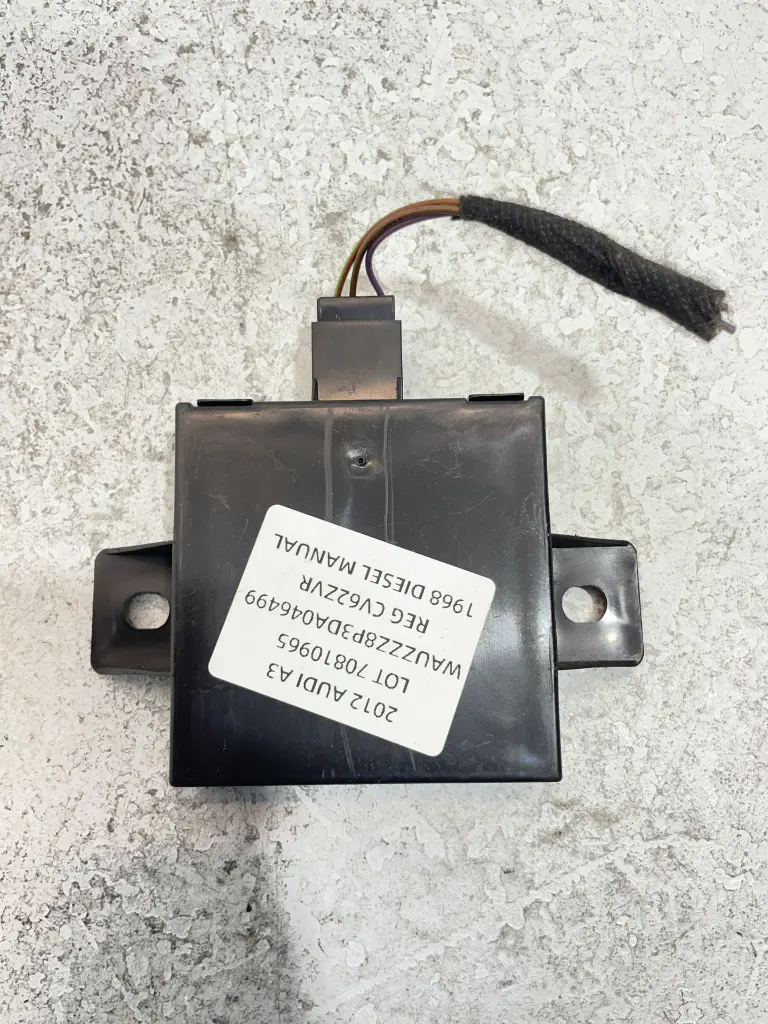 2012 AUDI A3
LOT 70810965
WAUZZZ8P3DA046499
REG CV62ZVR
1968 DIESEL MANUAL